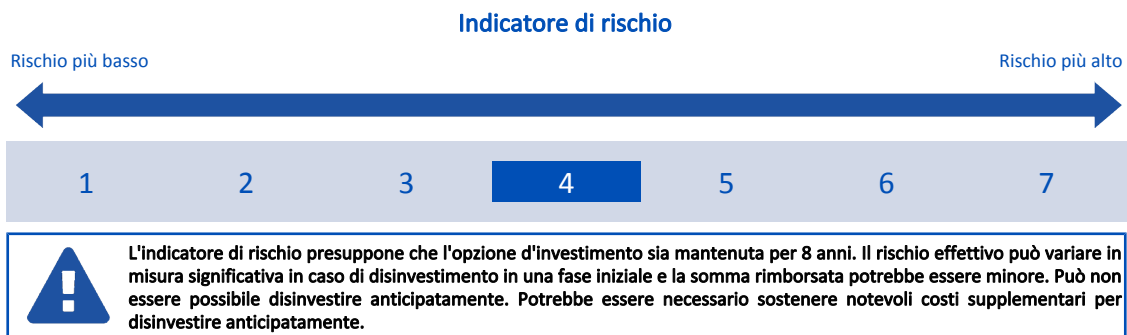 Indicatore di rischio
Rischio più basso
Rischio più alto
1 2 3 4 5 6 7
L'indicatore di rischio presuppone che l'opzione d'investimento sia mantenuta per 8 anni. Il rischio effettivo può variare in
misura significativa in caso di disinvestimento in una fase iniziale e la somma rimborsata potrebbe essere minore. Può non
essere possibile disinvestire anticipatamente. Potrebbe essere necessario sostenere notevoli costi supplementari per
disinvestire anticipatamente.